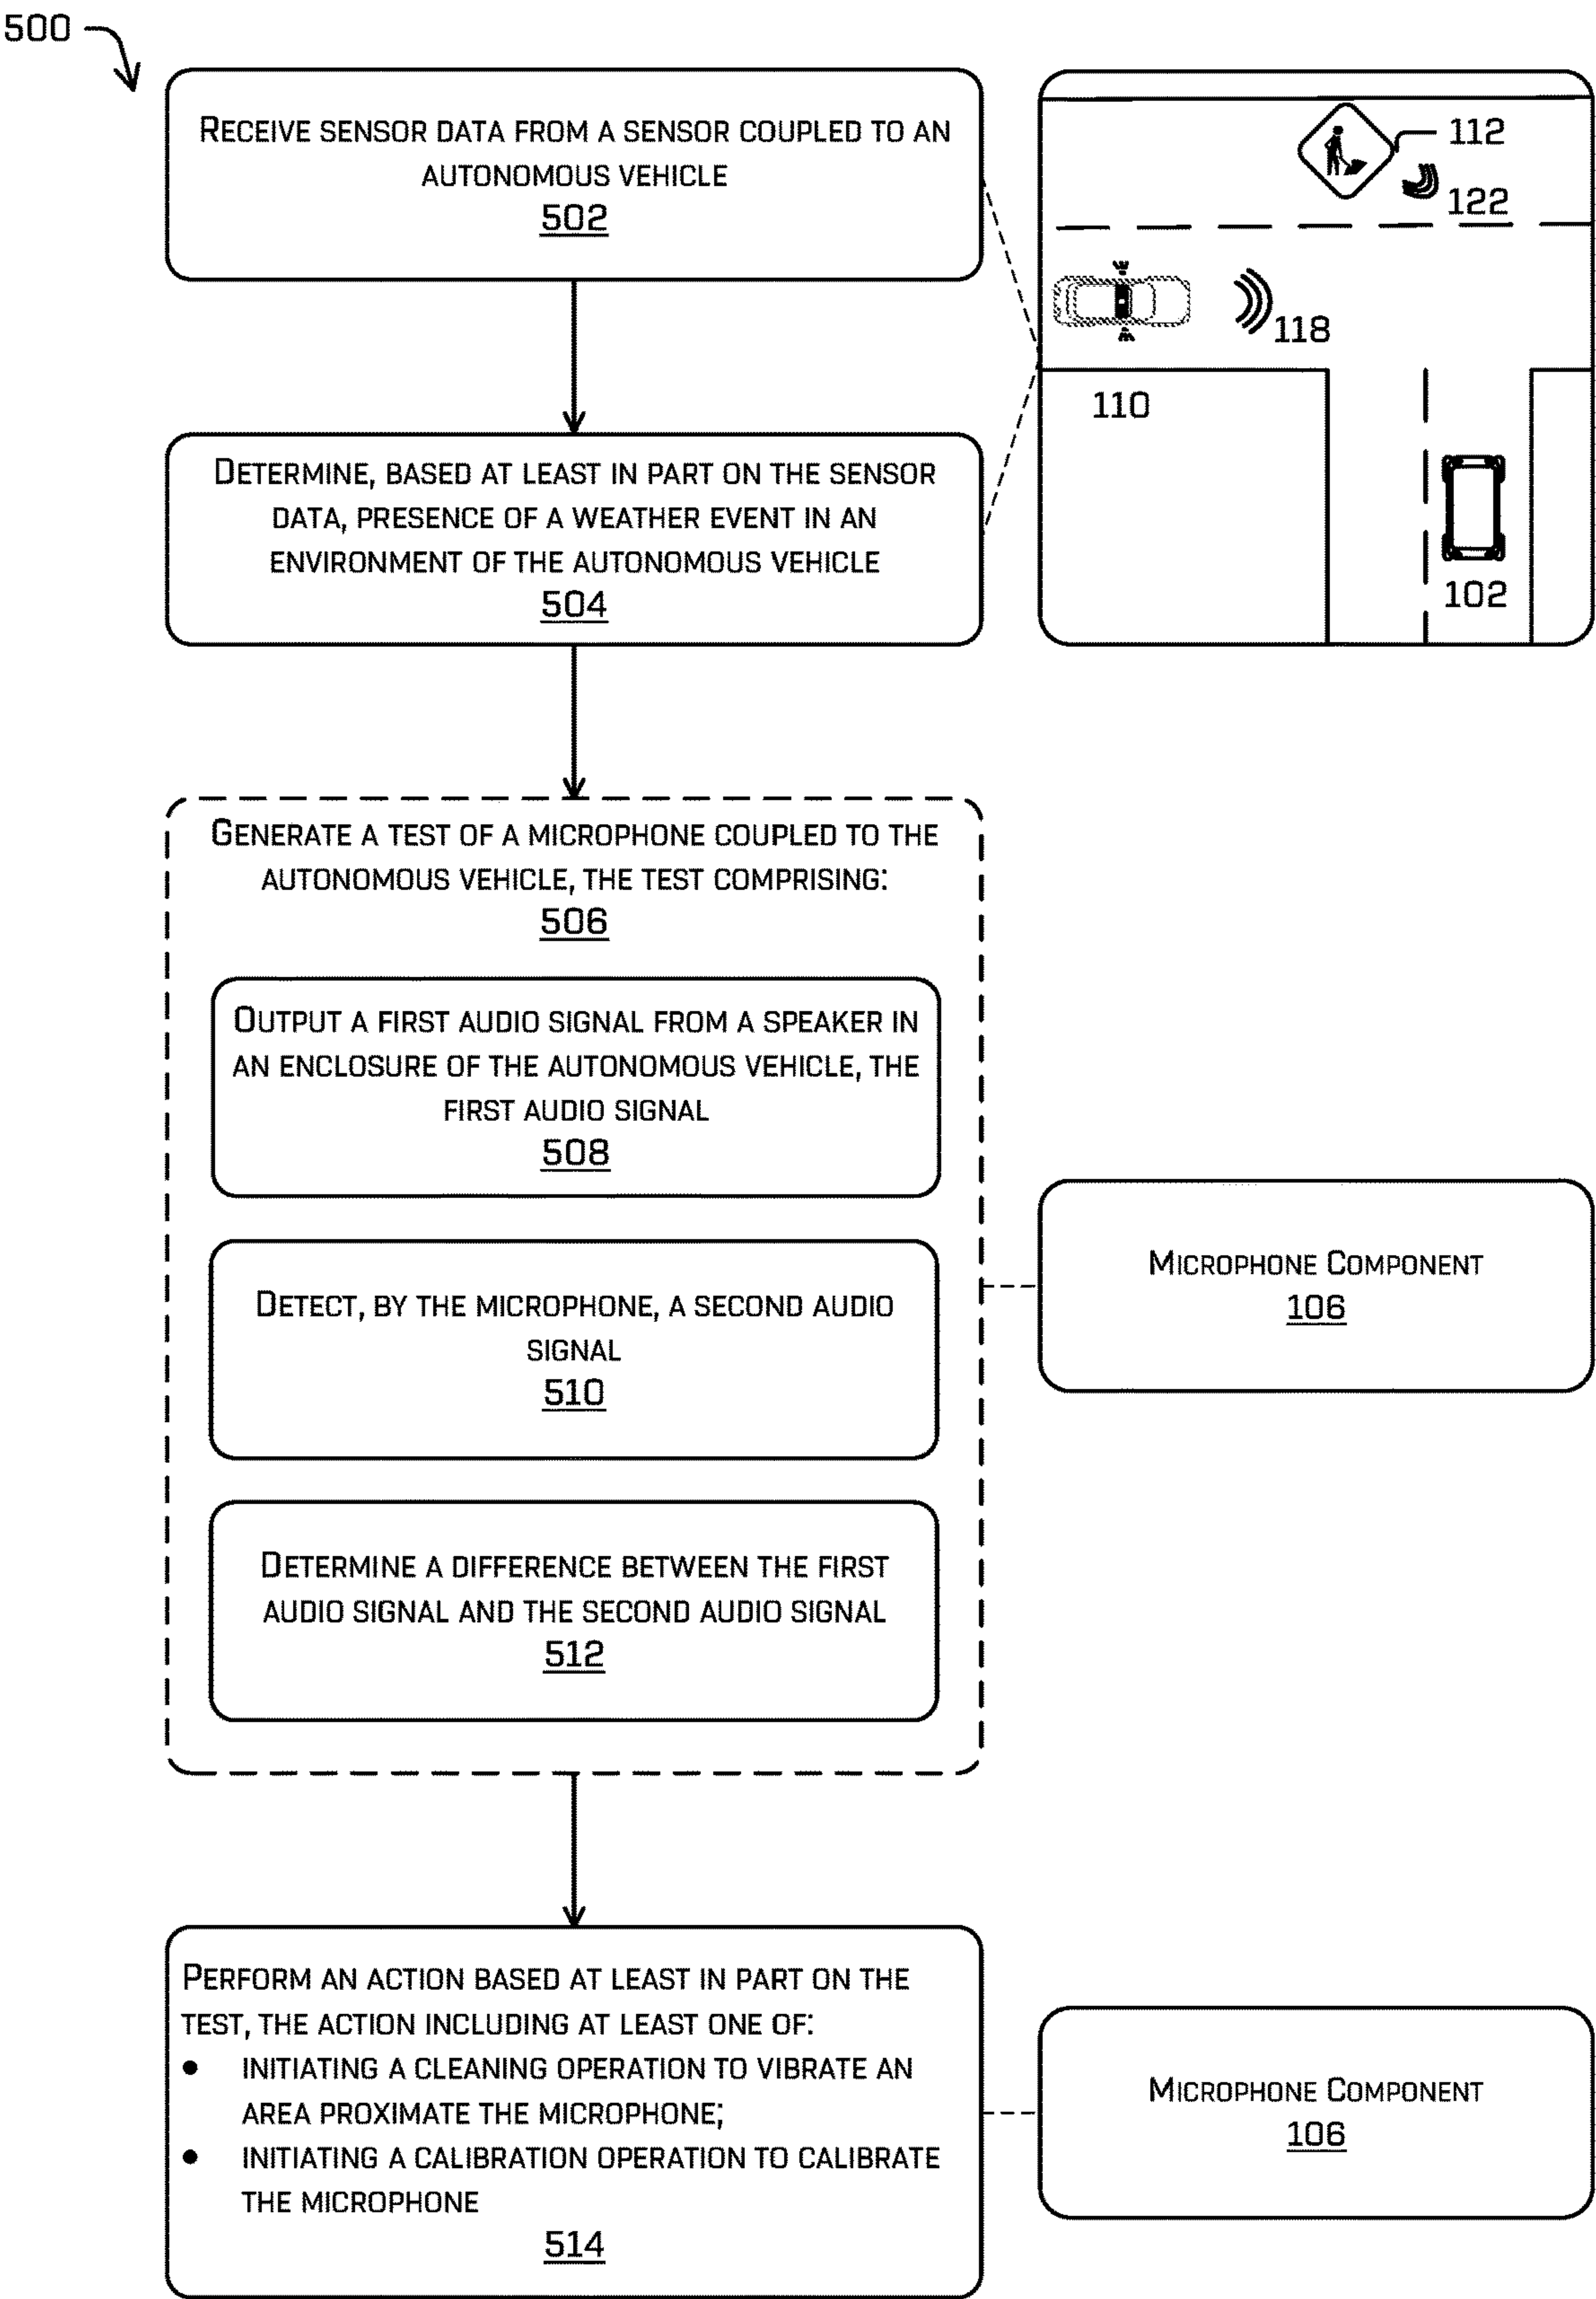 500
RECEIVE SENSOR DATA FROM A SENSOR COUPLED TO AN
AUTONOMOUS VEHICLE
502
112
122
118
110
102
DETERMINE, BASED AT LEAST IN PART ON THE SENSOR
DATA, PRESENCE OF A WEATHER EVENT IN AN
ENVIRONMENT OF THE AUTONOMOUS VEHICLE
504
GENERATE A TEST OF A MICROPHONE COUPLED TO THE
AUTONOMOUS VEHICLE, THE TEST COMPRISING:
506
OUTPUT A FIRST AUDIO SIGNAL FROM A SPEAKER IN
AN ENCLOSURE OF THE AUTONOMOUS VEHICLE, THE
FIRST AUDIO SIGNAL
508
DETECT, BY THE MICROPHONE, A SECOND AUDIO
SIGNAL
510
MICROPHONE COMPONENT
106
DETERMINE A DIFFERENCE BETWEEN THE FIRST
AUDIO SIGNAL AND THE SECOND AUDIO SIGNAL
512
PERFORM AN ACTION BASED AT LEAST IN PART ON THE
TEST, THE ACTION INCLUDING AT LEAST ONE OF:
● INITIATING A CLEANING OPERATION TO VIBRATE AN
AREA PROXIMATE THE MICROPHONE;
● INITIATING A CALIBRATION OPERATION TO CALIBRATE
THE MICROPHONE
514
MICROPHONE COMPONENT
106